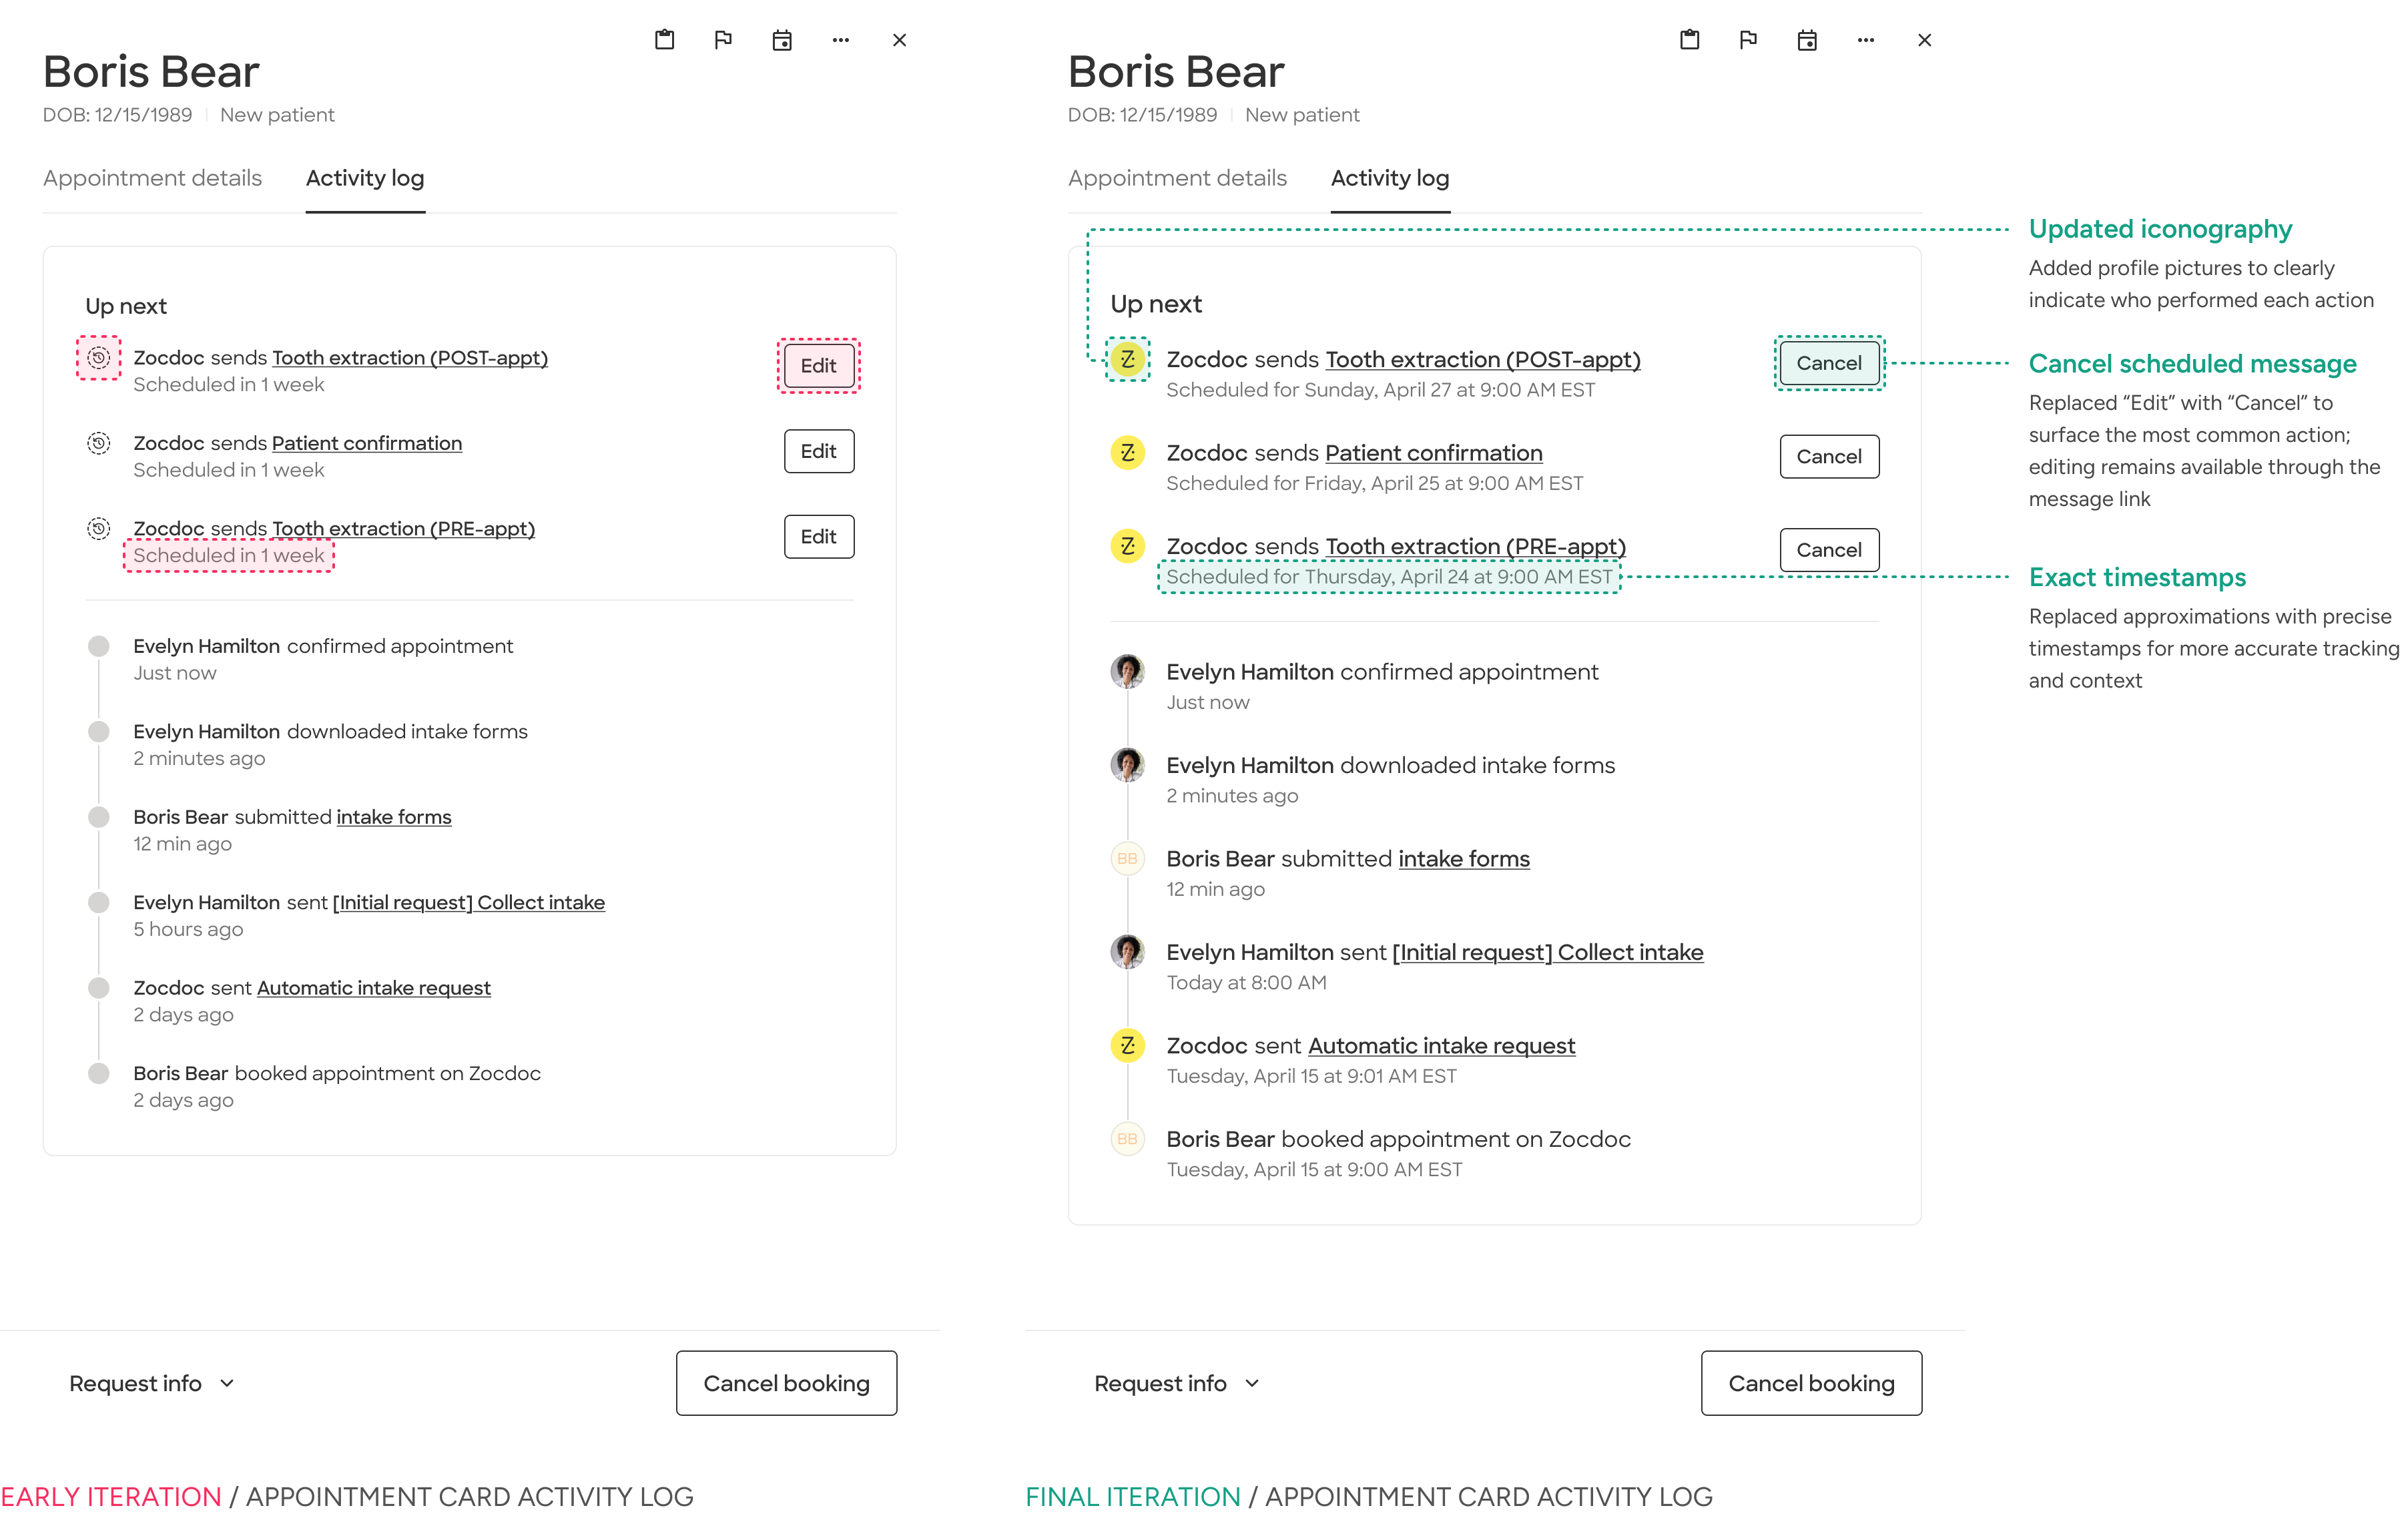 Boris Bear
DOB: 12/15/1989 New patient
Appointment details Activity log
Up next
Zocdoc sends Tooth extraction (POST-appt)
Scheduled in 1 week
Edit
Zocdoc sends Patient confirmation
Scheduled in 1 week
Edit
Zocdoc sends Tooth extraction (PRE-appt)
Scheduled in 1 week
Edit
Evelyn Hamilton confirmed appointment
Just now
Evelyn Hamilton downloaded intake forms
2 minutes ago
Boris Bear submitted intake forms
12 min ago
Evelyn Hamilton sent [Initial request] Collect intake
5 hours ago
Zocdoc sent Automatic intake request
2 days ago
Boris Bear booked appointment on Zocdoc
2 days ago
Request info
Cancel booking
EARLY ITERATION / APPOINTMENT CARD ACTIVITY LOG
Boris Bear
DOB: 12/15/1989 New patient
Appointment details Activity log
Up next
Z
Zocdoc sends Tooth extraction (POST-appt)
Scheduled for Sunday, April 27 at 9:00 AM EST
Cancel
Z
Zocdoc sends Patient confirmation
Scheduled for Friday, April 25 at 9:00 AM EST
Cancel
Z
Zocdoc sends Tooth extraction (PRE-appt)
Scheduled for Thursday, April 24 at 9:00 AM EST
Cancel
Evelyn Hamilton confirmed appointment
Just now
Evelyn Hamilton downloaded intake forms
2 minutes ago
BB
Boris Bear submitted intake forms
12 min ago
Evelyn Hamilton sent [Initial request] Collect intake
Today at 8:00 AM
Z
Zocdoc sent Automatic intake request
Tuesday, April 15 at 9:01 AM EST
BB
Boris Bear booked appointment on Zocdoc
Tuesday, April 15 at 9:00 AM EST
Request info
Cancel booking
FINAL ITERATION / APPOINTMENT CARD ACTIVITY LOG
Updated iconography
Added profile pictures to clearly
indicate who performed each action
Cancel scheduled message
Replaced “Edit” with “Cancel” to
surface the most common action;
editing remains available through the
message link
Exact timestamps
Replaced approximations with precise
timestamps for more accurate tracking
and context